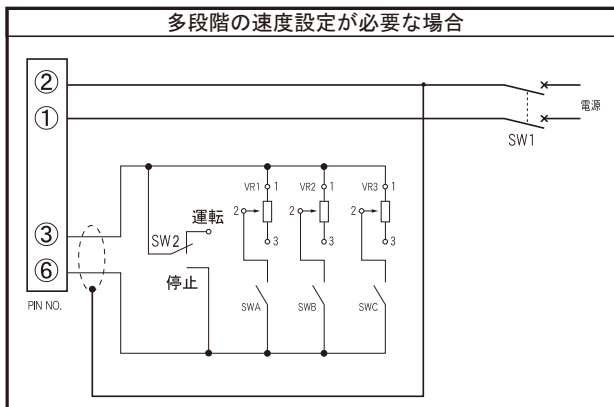 多段階の速度設定が必要な場合
②
①
電源
SW1
VR1 1
VR2 1
VR3 1
2
2
2
運転
③
3
3
3
SW2
⑥
停止
SWA
SWB
SWC
PIN NO.